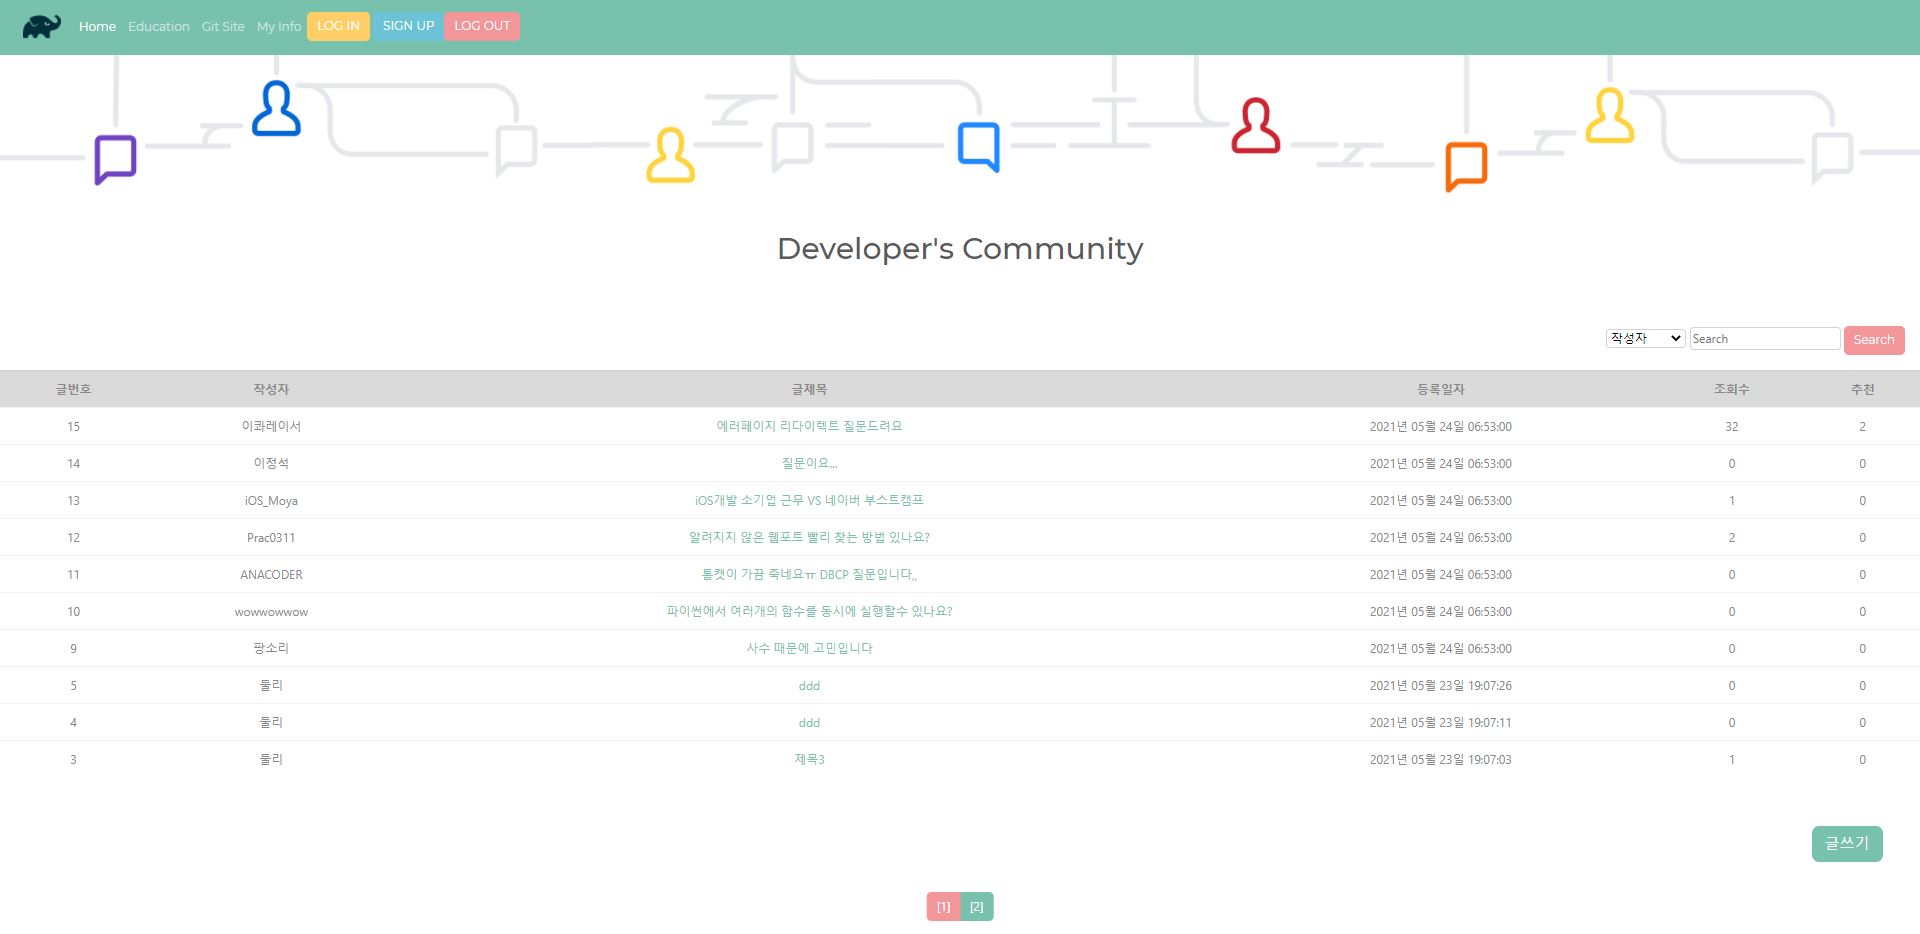 Home Education Git Site My Info LOG IN SIGN UP LOG OUT
Developer's Community
작성자 Search Search
글번호 작성자 글제목 등록일자 조회수 추천
15 이콰레이서 에러페이지 리다이렉트 질문드려요 2021년 05월 24일 06:53:00 32 2
14 이정석 질문이요... 2021년 05월 24일 06:53:00 0 0
13 iOS_Moya iOS개발 소기업 근무 VS 네이버 부스트캠프 2021년 05월 24일 06:53:00 1 0
12 Prac0311 알려지지 않은 웰포트 빨리 찾는 방법 있나요? 2021년 05월 24일 06:53:00 2 0
11 ANACODER 톰캣이 가끔 죽네요ㅠ DBCP 질문입니다,, 2021년 05월 24일 06:53:00 0 0
10 wowwowwow 파이썬에서 여러개의 함수를 동시에 실행할수 있나요? 2021년 05월 24일 06:53:00 0 0
9 팡소리 사수 때문에 고민입니다 2021년 05월 24일 06:53:00 0 0
5 둘리 ddd 2021년 05월 23일 19:07:26 0 0
4 둘리 ddd 2021년 05월 23일 19:07:11 0 0
3 둘리 제목3 2021년 05월 23일 19:07:03 1 0
글쓰기
[1] [2]